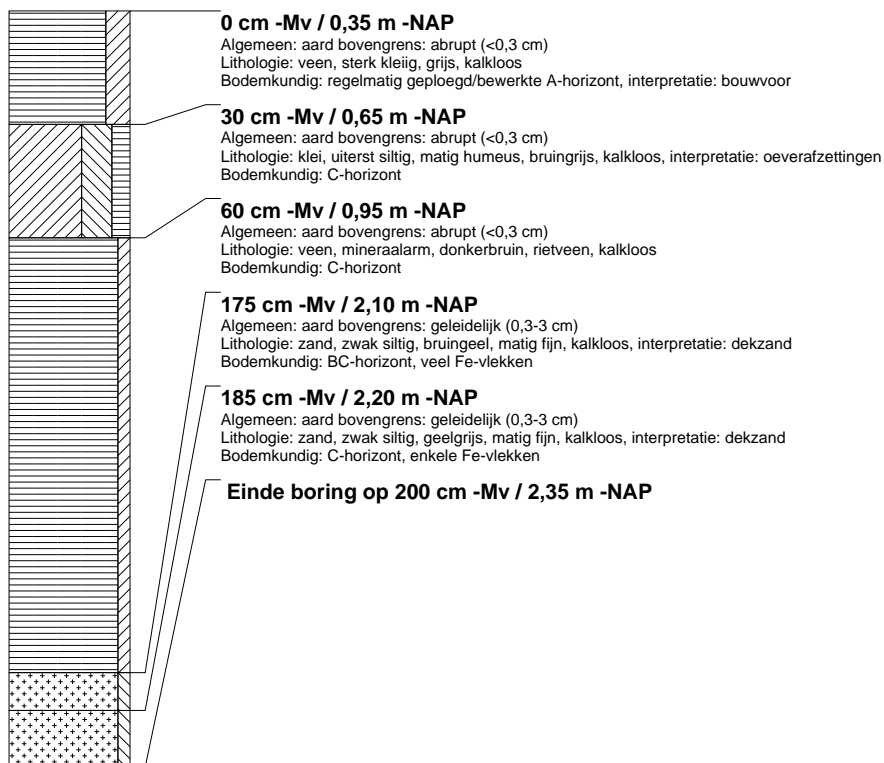 0 cm -Mv / 0,35 m -NAP
Algemeen: aard bovengrens: abrupt (<0,3 cm)
Lithologie: veen, sterk kleiig, grijs, kalkloos
Bodemkundig: regelmatig geploegd/bewerkte A-horizont, interpretatie: bouwvoor
30 cm -Mv / 0,65 m -NAP
Algemeen: aard bovengrens: abrupt (<0,3 cm)
Lithologie: klei, uiterst siltig, matig humeus, bruingrijs, kalkloos, interpretatie: oeverafzettingen
Bodemkundig: C-horizont
60 cm -Mv / 0,95 m -NAP
Algemeen: aard bovengrens: abrupt (<0,3 cm)
Lithologie: veen, mineraalarm, donkerbruin, rietveen, kalkloos
Bodemkundig: C-horizont
175 cm -Mv / 2,10 m -NAP
Algemeen: aard bovengrens: geleidelijk (0,3-3 cm)
Lithologie: zand, zwak siltig, bruingeel, matig fijn, kalkloos, interpretatie: dekzand
Bodemkundig: BC-horizont, veel Fe-vlekken
185 cm -Mv / 2,20 m -NAP
Algemeen: aard bovengrens: geleidelijk (0,3-3 cm)
Lithologie: zand, zwak siltig, geelgrijs, matig fijn, kalkloos, interpretatie: dekzand
Bodemkundig: C-horizont, enkele Fe-vlekken
Einde boring op 200 cm -Mv / 2,35 m -NAP